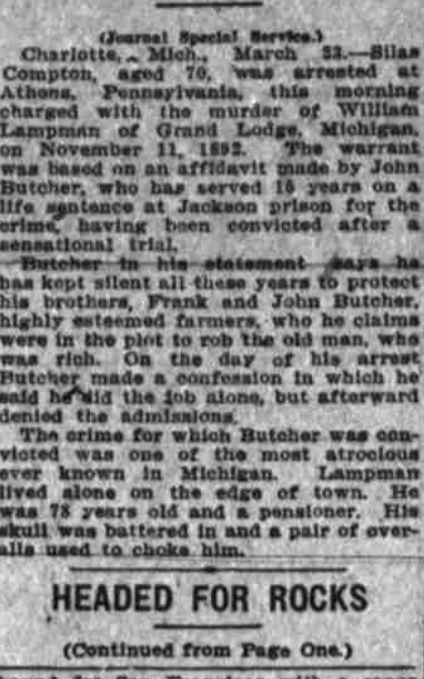 (Journal Special Service.)
Charlotte, Mich., March 23.—Silas
Compton, aged 70, was arrested at
Athens, Pennsylvania, this morning
charged with the murder of William
Lampman of Grand Lodge, Michigan,
on November 11, 1892. The warrant
was based on an affidavit made by John
Butcher, who has served 16 years on a
life sentence at Jackson prison for the
crime, having been convicted after a
sensational trial.
Butcher in his statement says he
has kept silent all these years to protect
his brothers, Frank and John Butcher,
highly esteemed farmers, who he claims
were in the plot to rob the old man, who
was rich. On the day of his arrest
Butcher made a confession in which he
said he did the job alone, but afterward
denied the admissions.
The crime for which Butcher was con-
victed was one of the most atrocious
ever known in Michigan. Lampman
lived alone on the edge of town. He
was 78 years old and a pensioner. His
skull was battered in and a pair of over-
alls used to choke him.
HEADED FOR ROCKS
(Continued from Page One.)